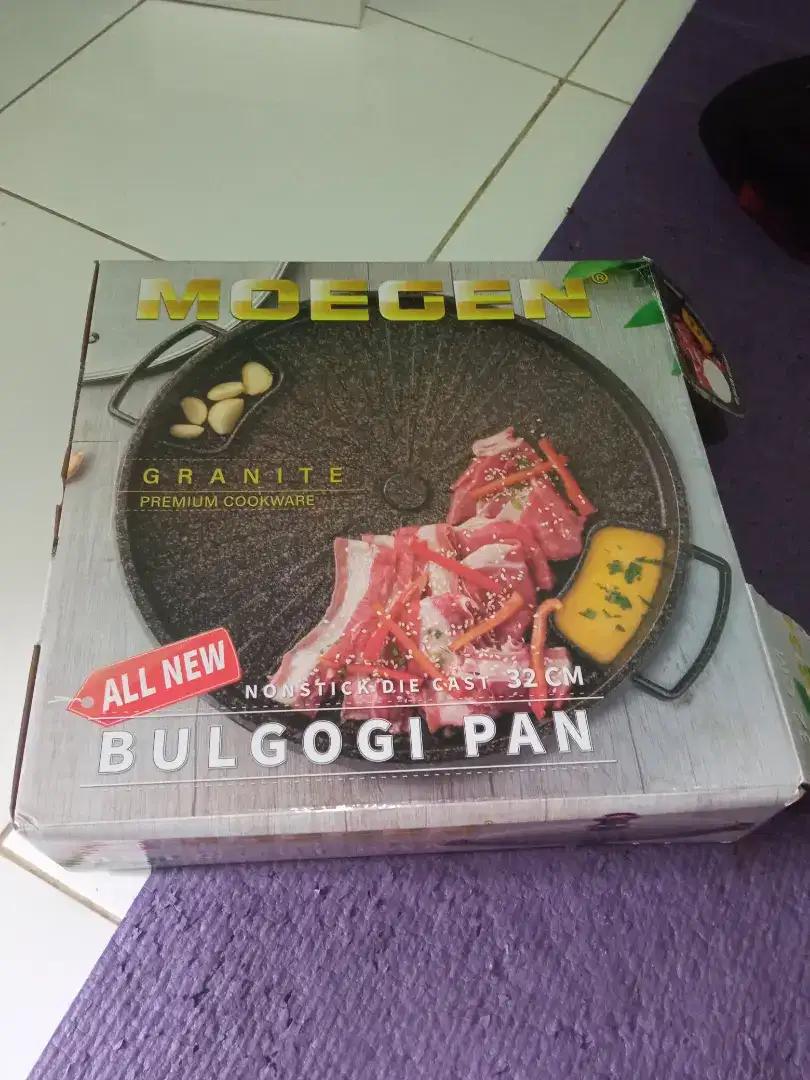 MOEGEN®
GRANITE
PREMIUM COOKWARE
ALL NEW
NONSTICK DIE CAST 32 CM
BULGOGI PAN